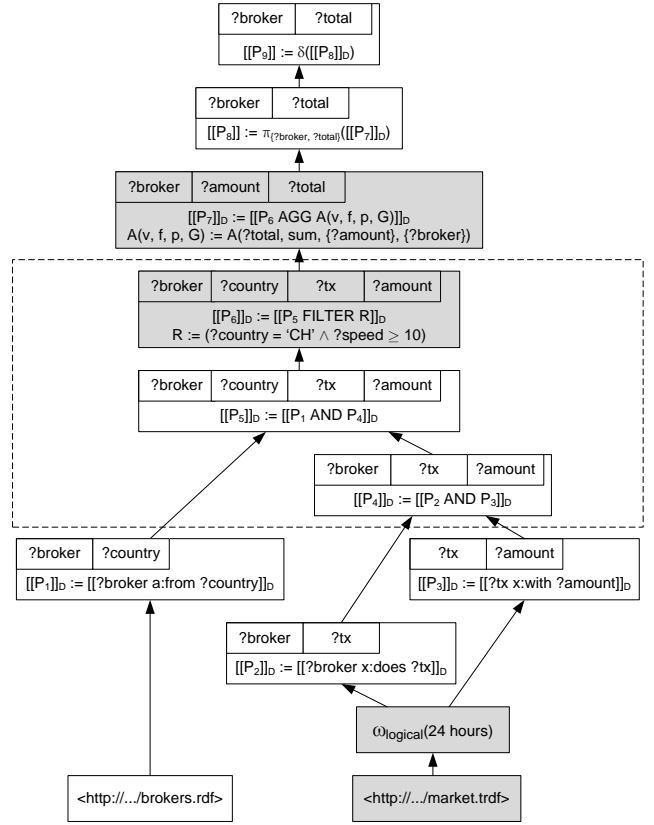 ?broker ?total
[[P9]] := δ([[P8]]D)
?broker ?total
[[P8]] := π{?broker, ?total}([[P7]]D)
?broker ?amount ?total
[[P7]]D := [[P6 AGG A(v, f, p, G)]]D
A(v, f, p, G) := A(?total, sum, {?amount}, {?broker})
?broker ?country ?tx ?amount
[[P6]]D := [[P5 FILTER R]]D
R := (?country = ‘CH’ ∧ ?speed ≥ 10)
?broker ?country ?tx ?amount
[[P5]]D := [[P1 AND P4]]D
?broker ?tx ?amount
[[P4]]D := [[P2 AND P3]]D
?broker ?country
[[P1]]D := [[?broker a:from ?country]]D
?tx ?amount
[[P3]]D := [[?tx x:with ?amount]]D
?broker ?tx
[[P2]]D := [[?broker x:does ?tx]]D
ωlogical(24 hours)
<http://.../brokers.rdf>
<http://.../market.trdf>